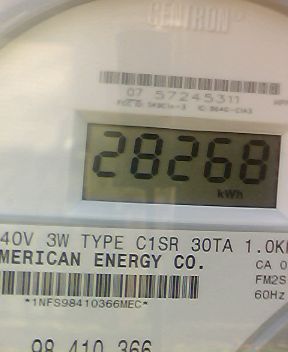 CENTRON
07 57245311
28268
kWh
40V 3W TYPE C1SR 30TA 1.0K
MERICAN ENERGY CO.
CA 0
FM2S
60Hz
*1NFS98410366MEC*
98 410 366